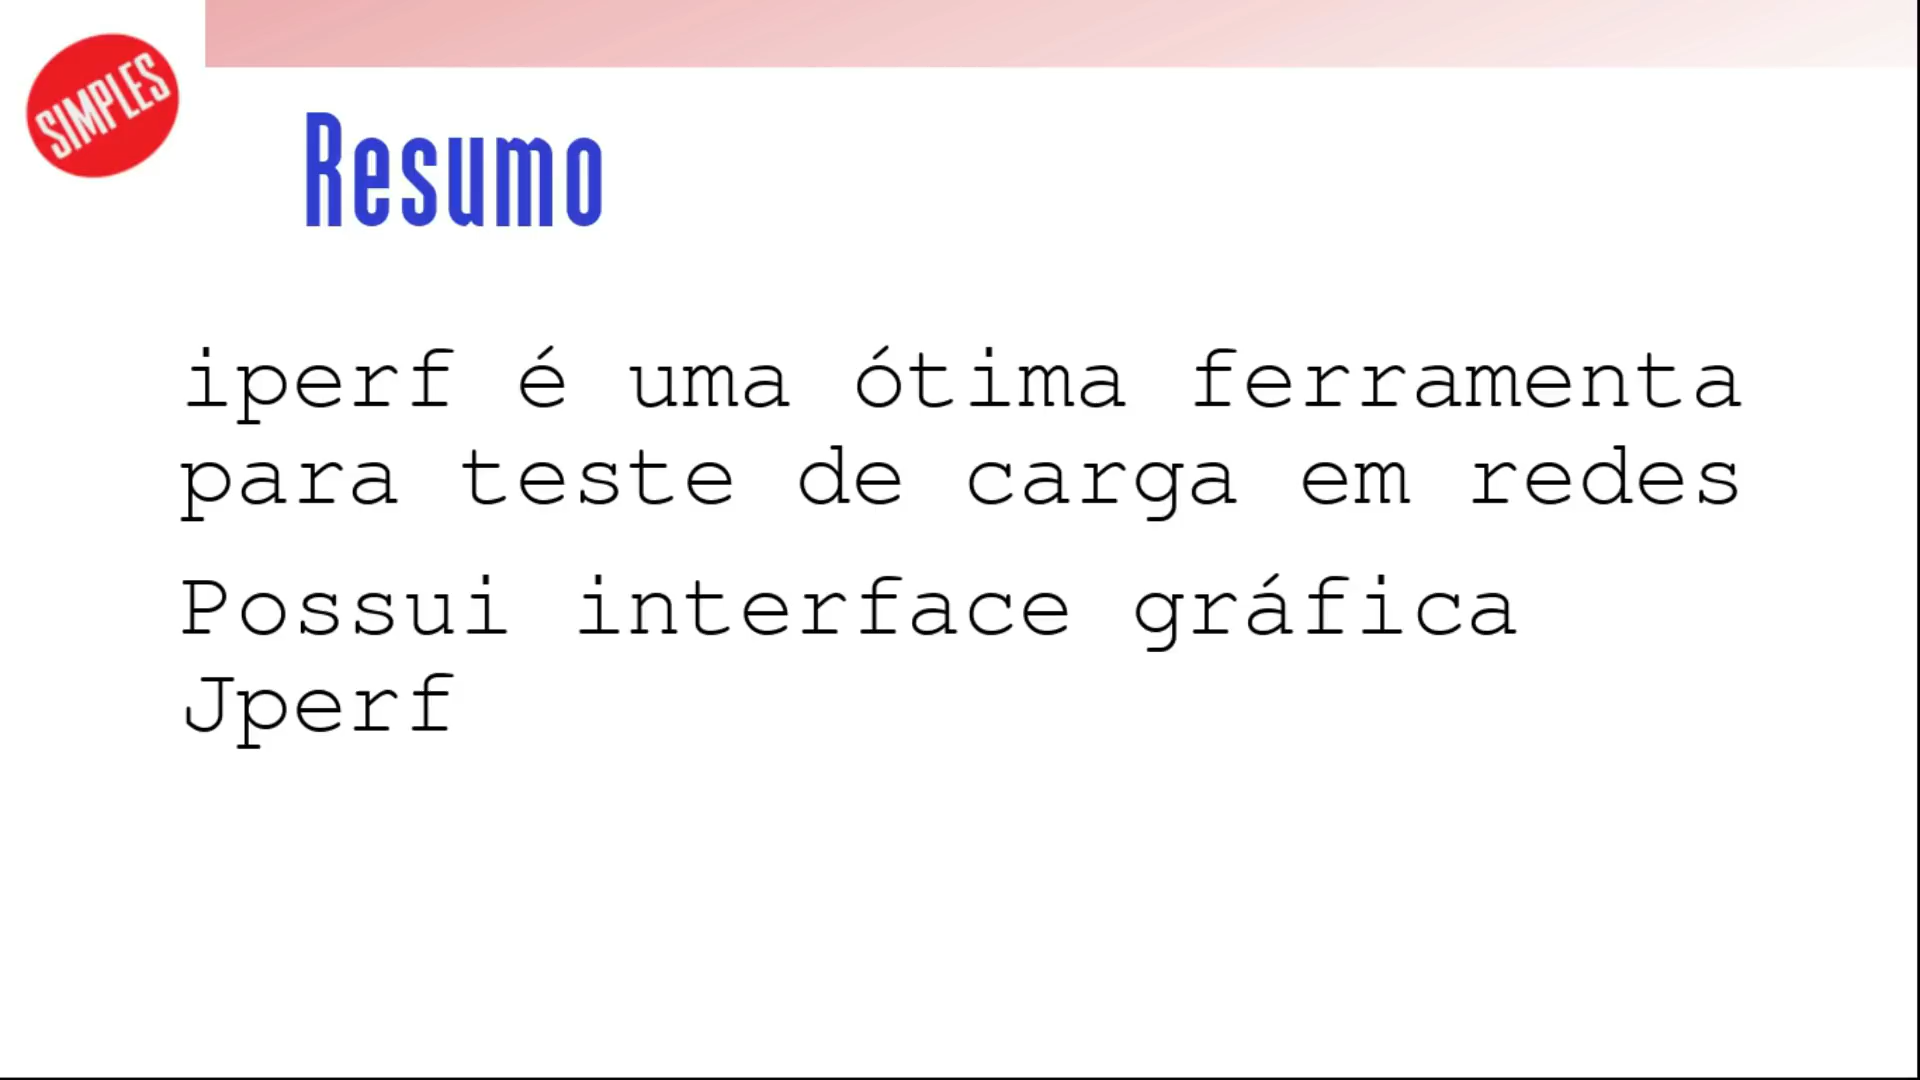 SIMPLES
Resumo
iperf é uma ótima ferramenta
para teste de carga em redes
Possui interface gráfica
Jperf